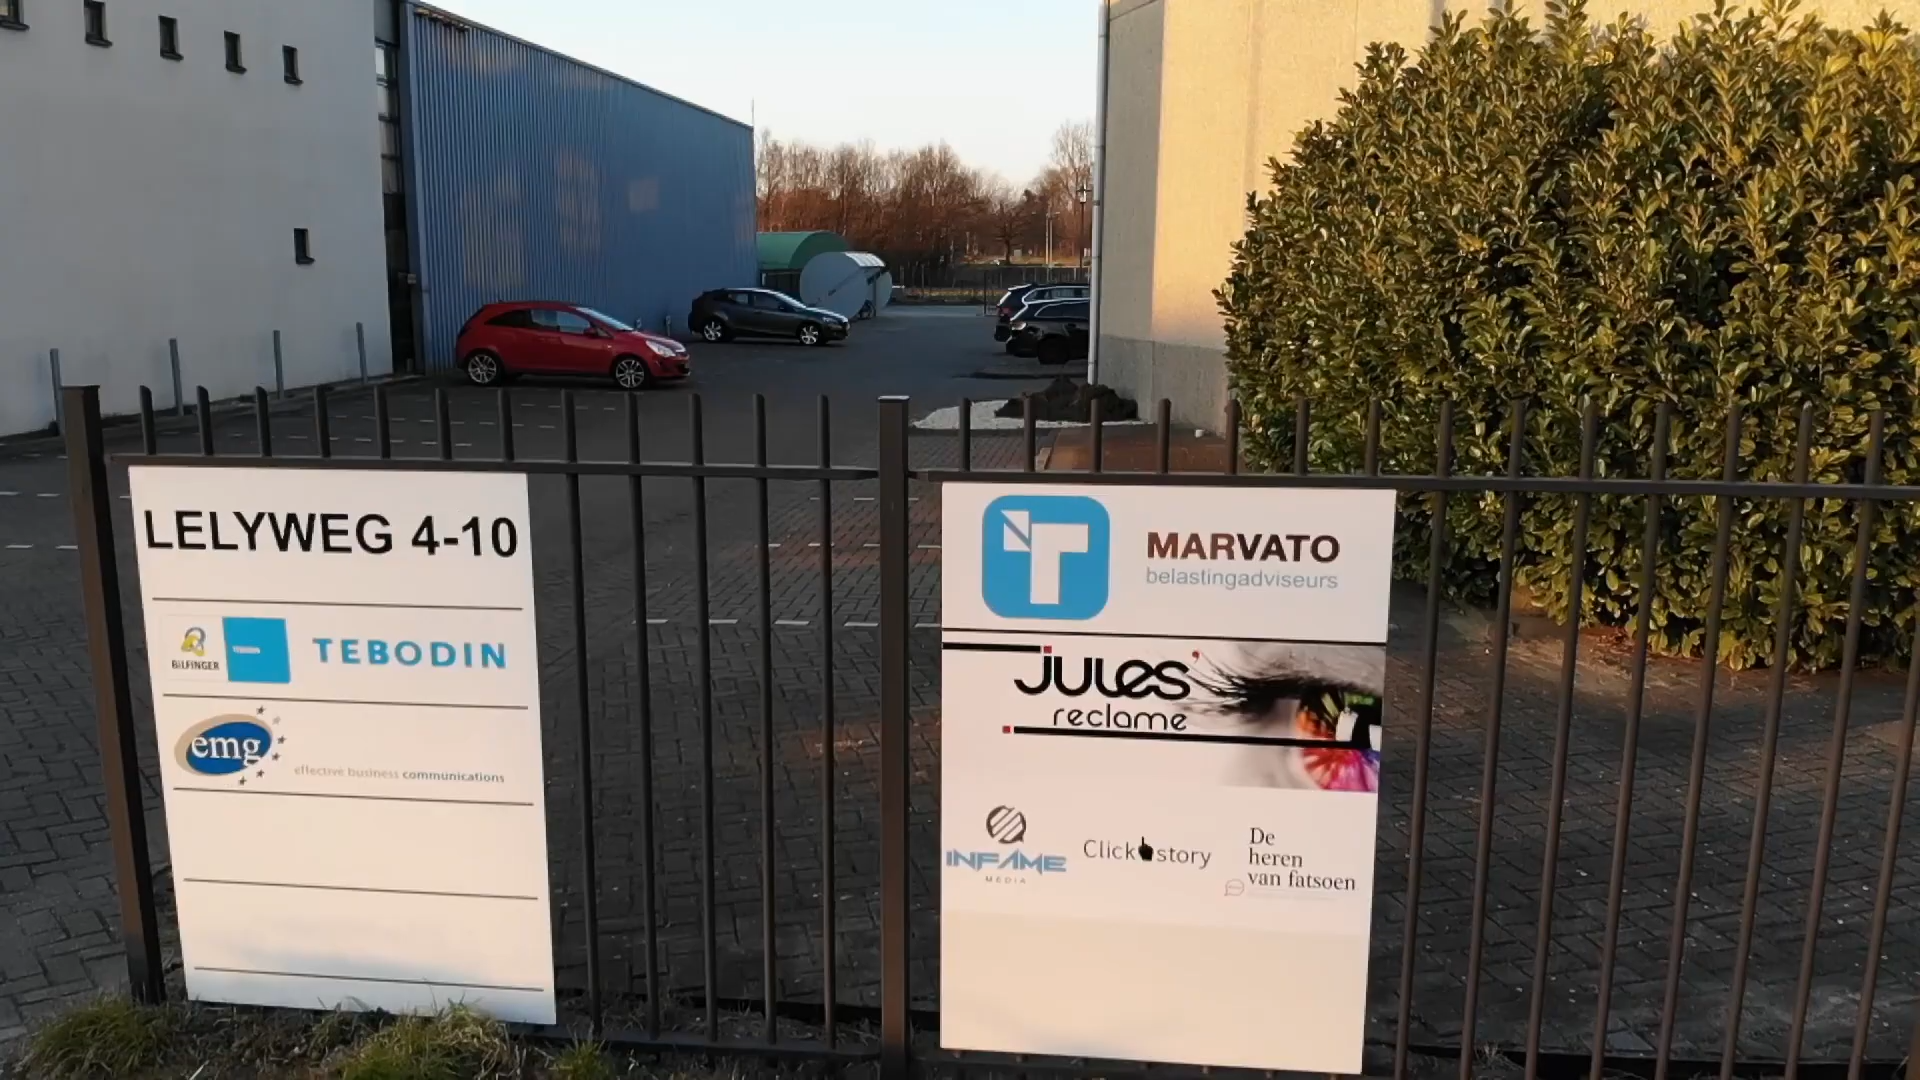 LELYWEG 4-10
BILFINGER
TEBODIN
emg
effective business communications
MARVATO
belastingadviseurs
jules'
reclame
INFAME
MEDIA
Click story
De
heren
van fatsoen